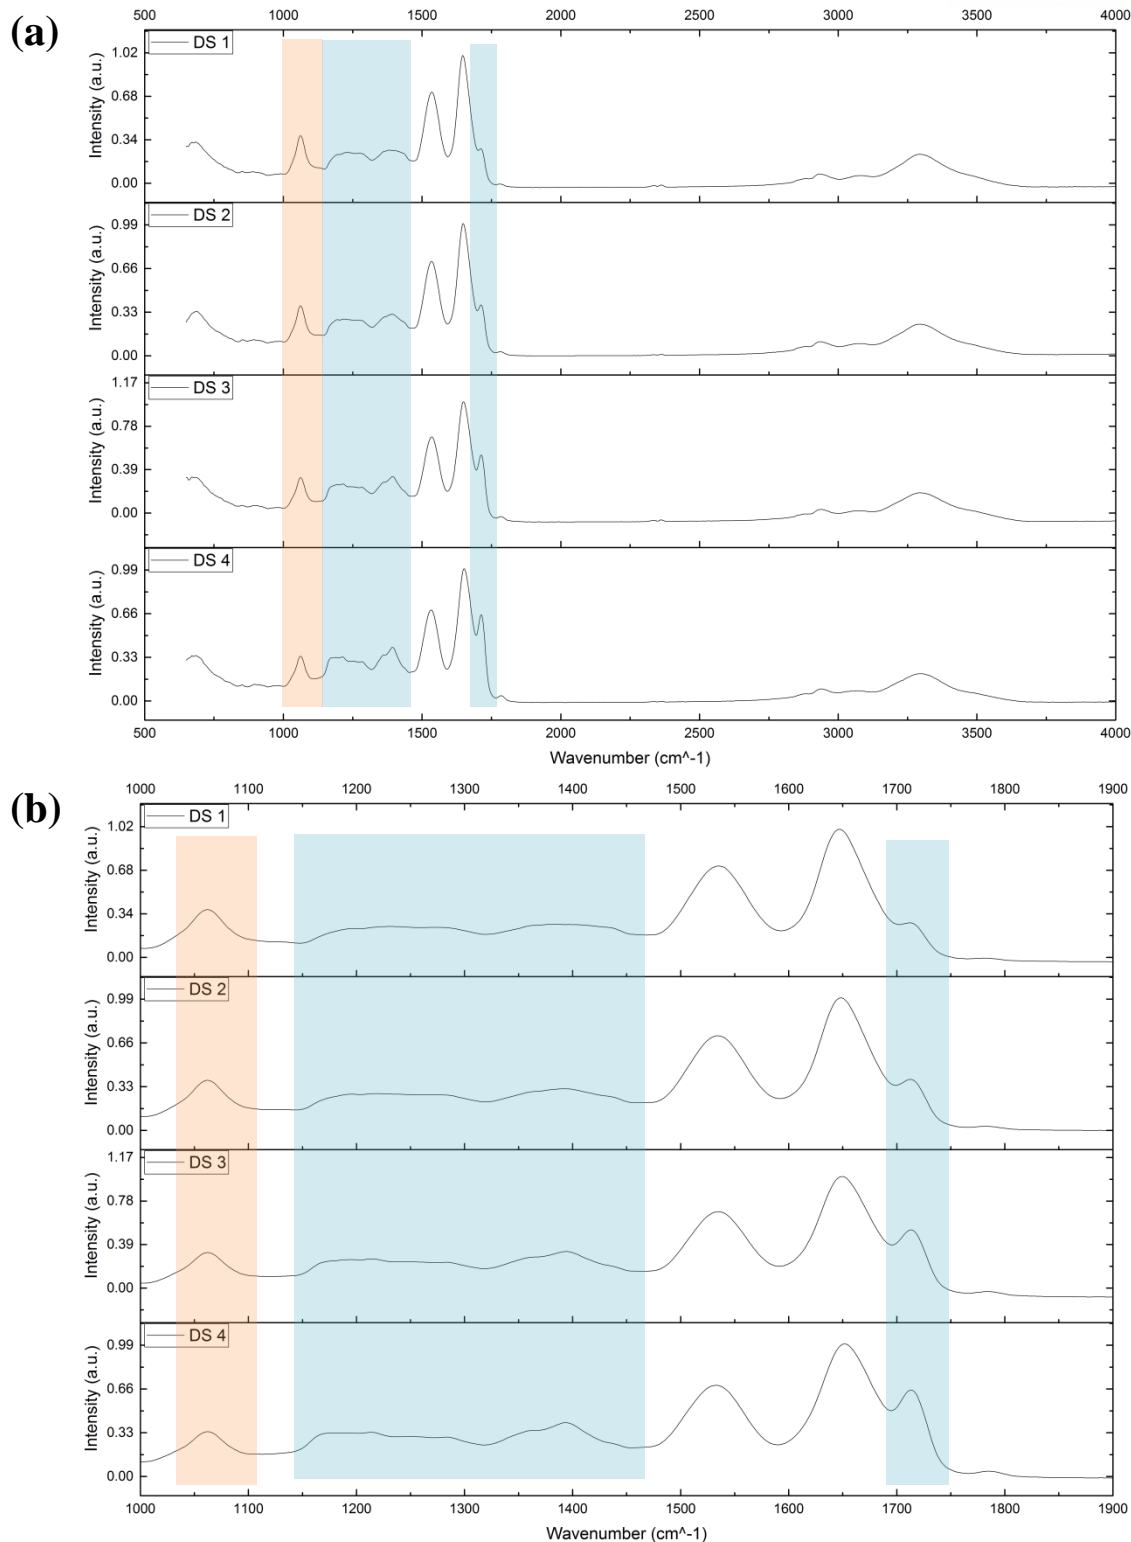 (a)
500 1000 1500 2000 2500 3000 3500 4000
DS 1
1.02
0.68
0.34
0.00
Intensity (a.u.)
DS 2
0.99
0.66
0.33
0.00
Intensity (a.u.)
DS 3
1.17
0.78
0.39
0.00
Intensity (a.u.)
DS 4
0.99
0.66
0.33
0.00
Intensity (a.u.)
500 1000 1500 2000 2500 3000 3500 4000
Wavenumber (cm^-1)
(b)
1000 1100 1200 1300 1400 1500 1600 1700 1800 1900
DS 1
1.02
0.68
0.34
0.00
Intensity (a.u.)
DS 2
0.99
0.66
0.33
0.00
Intensity (a.u.)
DS 3
1.17
0.78
0.39
0.00
Intensity (a.u.)
DS 4
0.99
0.66
0.33
0.00
Intensity (a.u.)
1000 1100 1200 1300 1400 1500 1600 1700 1800 1900
Wavenumber (cm^-1)